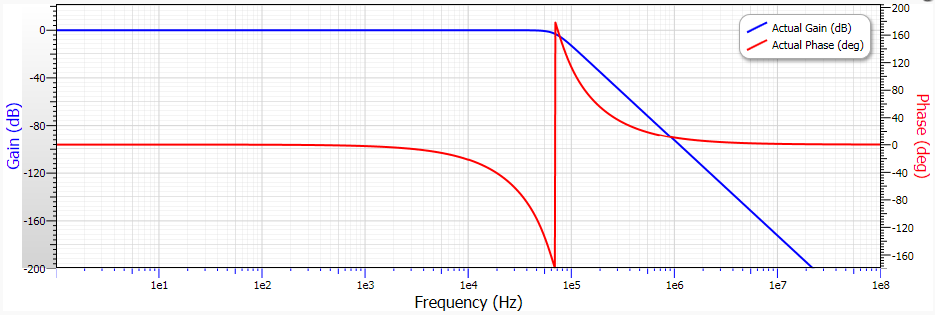 Actual Gain (dB)
Actual Phase (deg)
Gain (dB)
0
-40
-80
-120
-160
-200
200
160
120
80
40
0
-40
-80
-120
-160
Phase (deg)
1e1 1e2 1e3 1e4 1e5 1e6 1e7 1e8
Frequency (Hz)